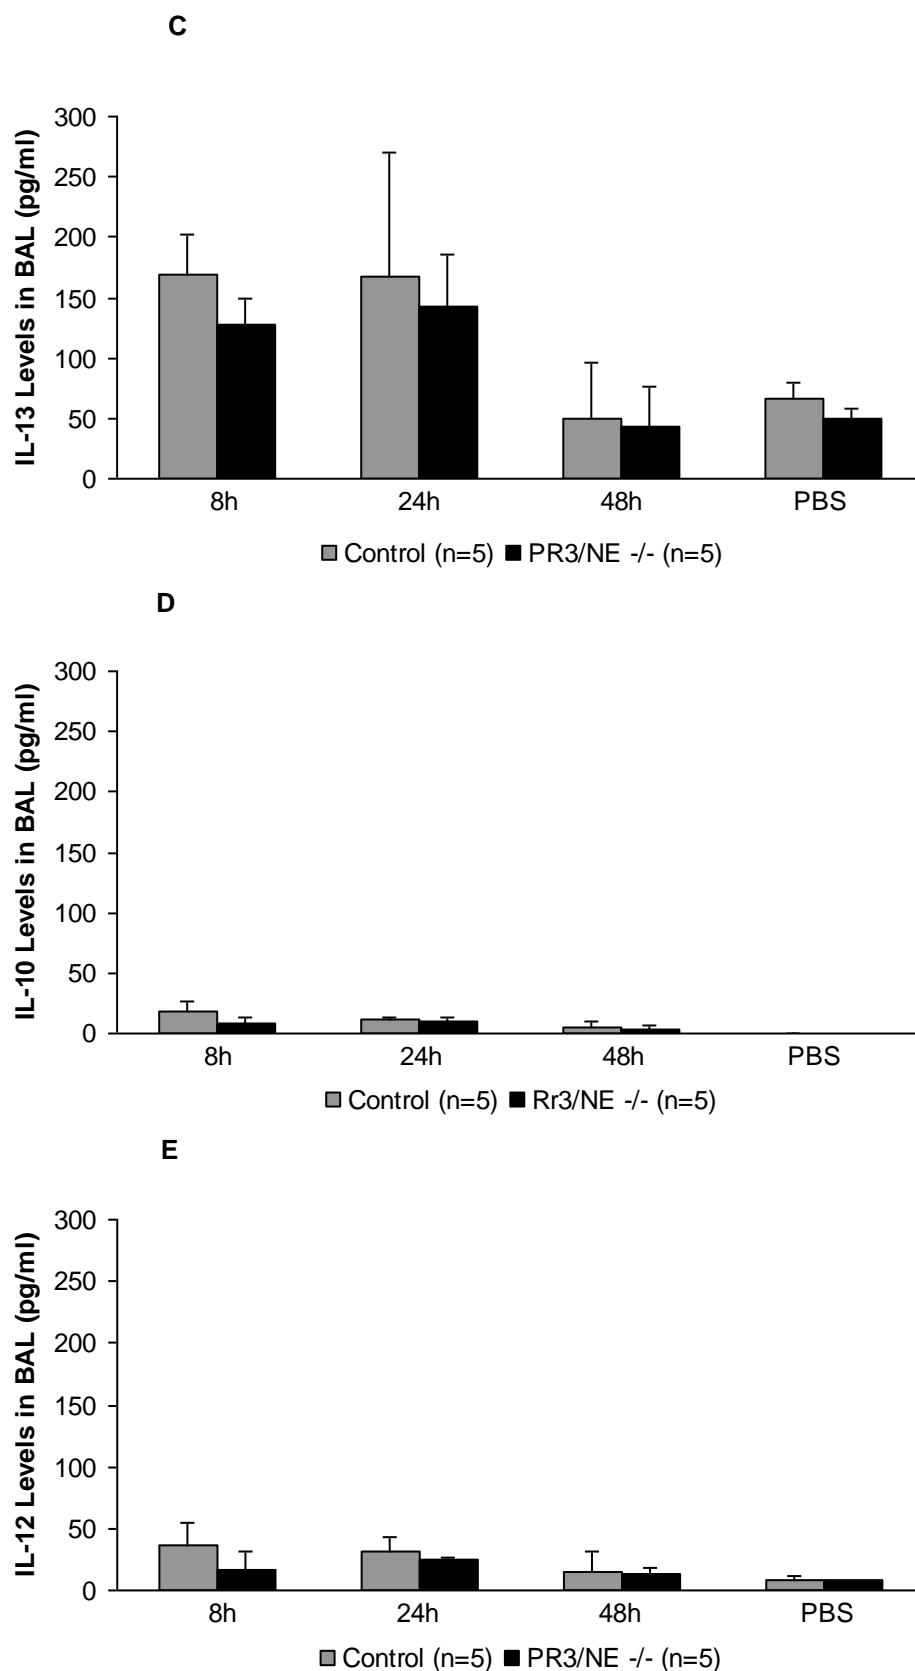 C
IL-13 Levels in BAL (pg/ml)
300
250
200
150
100
50
0
8h 24h 48h PBS
Control (n=5) PR3/NE -/- (n=5)
D
IL-10 Levels in BAL (pg/ml)
300
250
200
150
100
50
0
8h 24h 48h PBS
Control (n=5) Rr3/NE -/- (n=5)
E
IL-12 Levels in BAL (pg/ml)
300
250
200
150
100
50
0
8h 24h 48h PBS
Control (n=5) PR3/NE -/- (n=5)